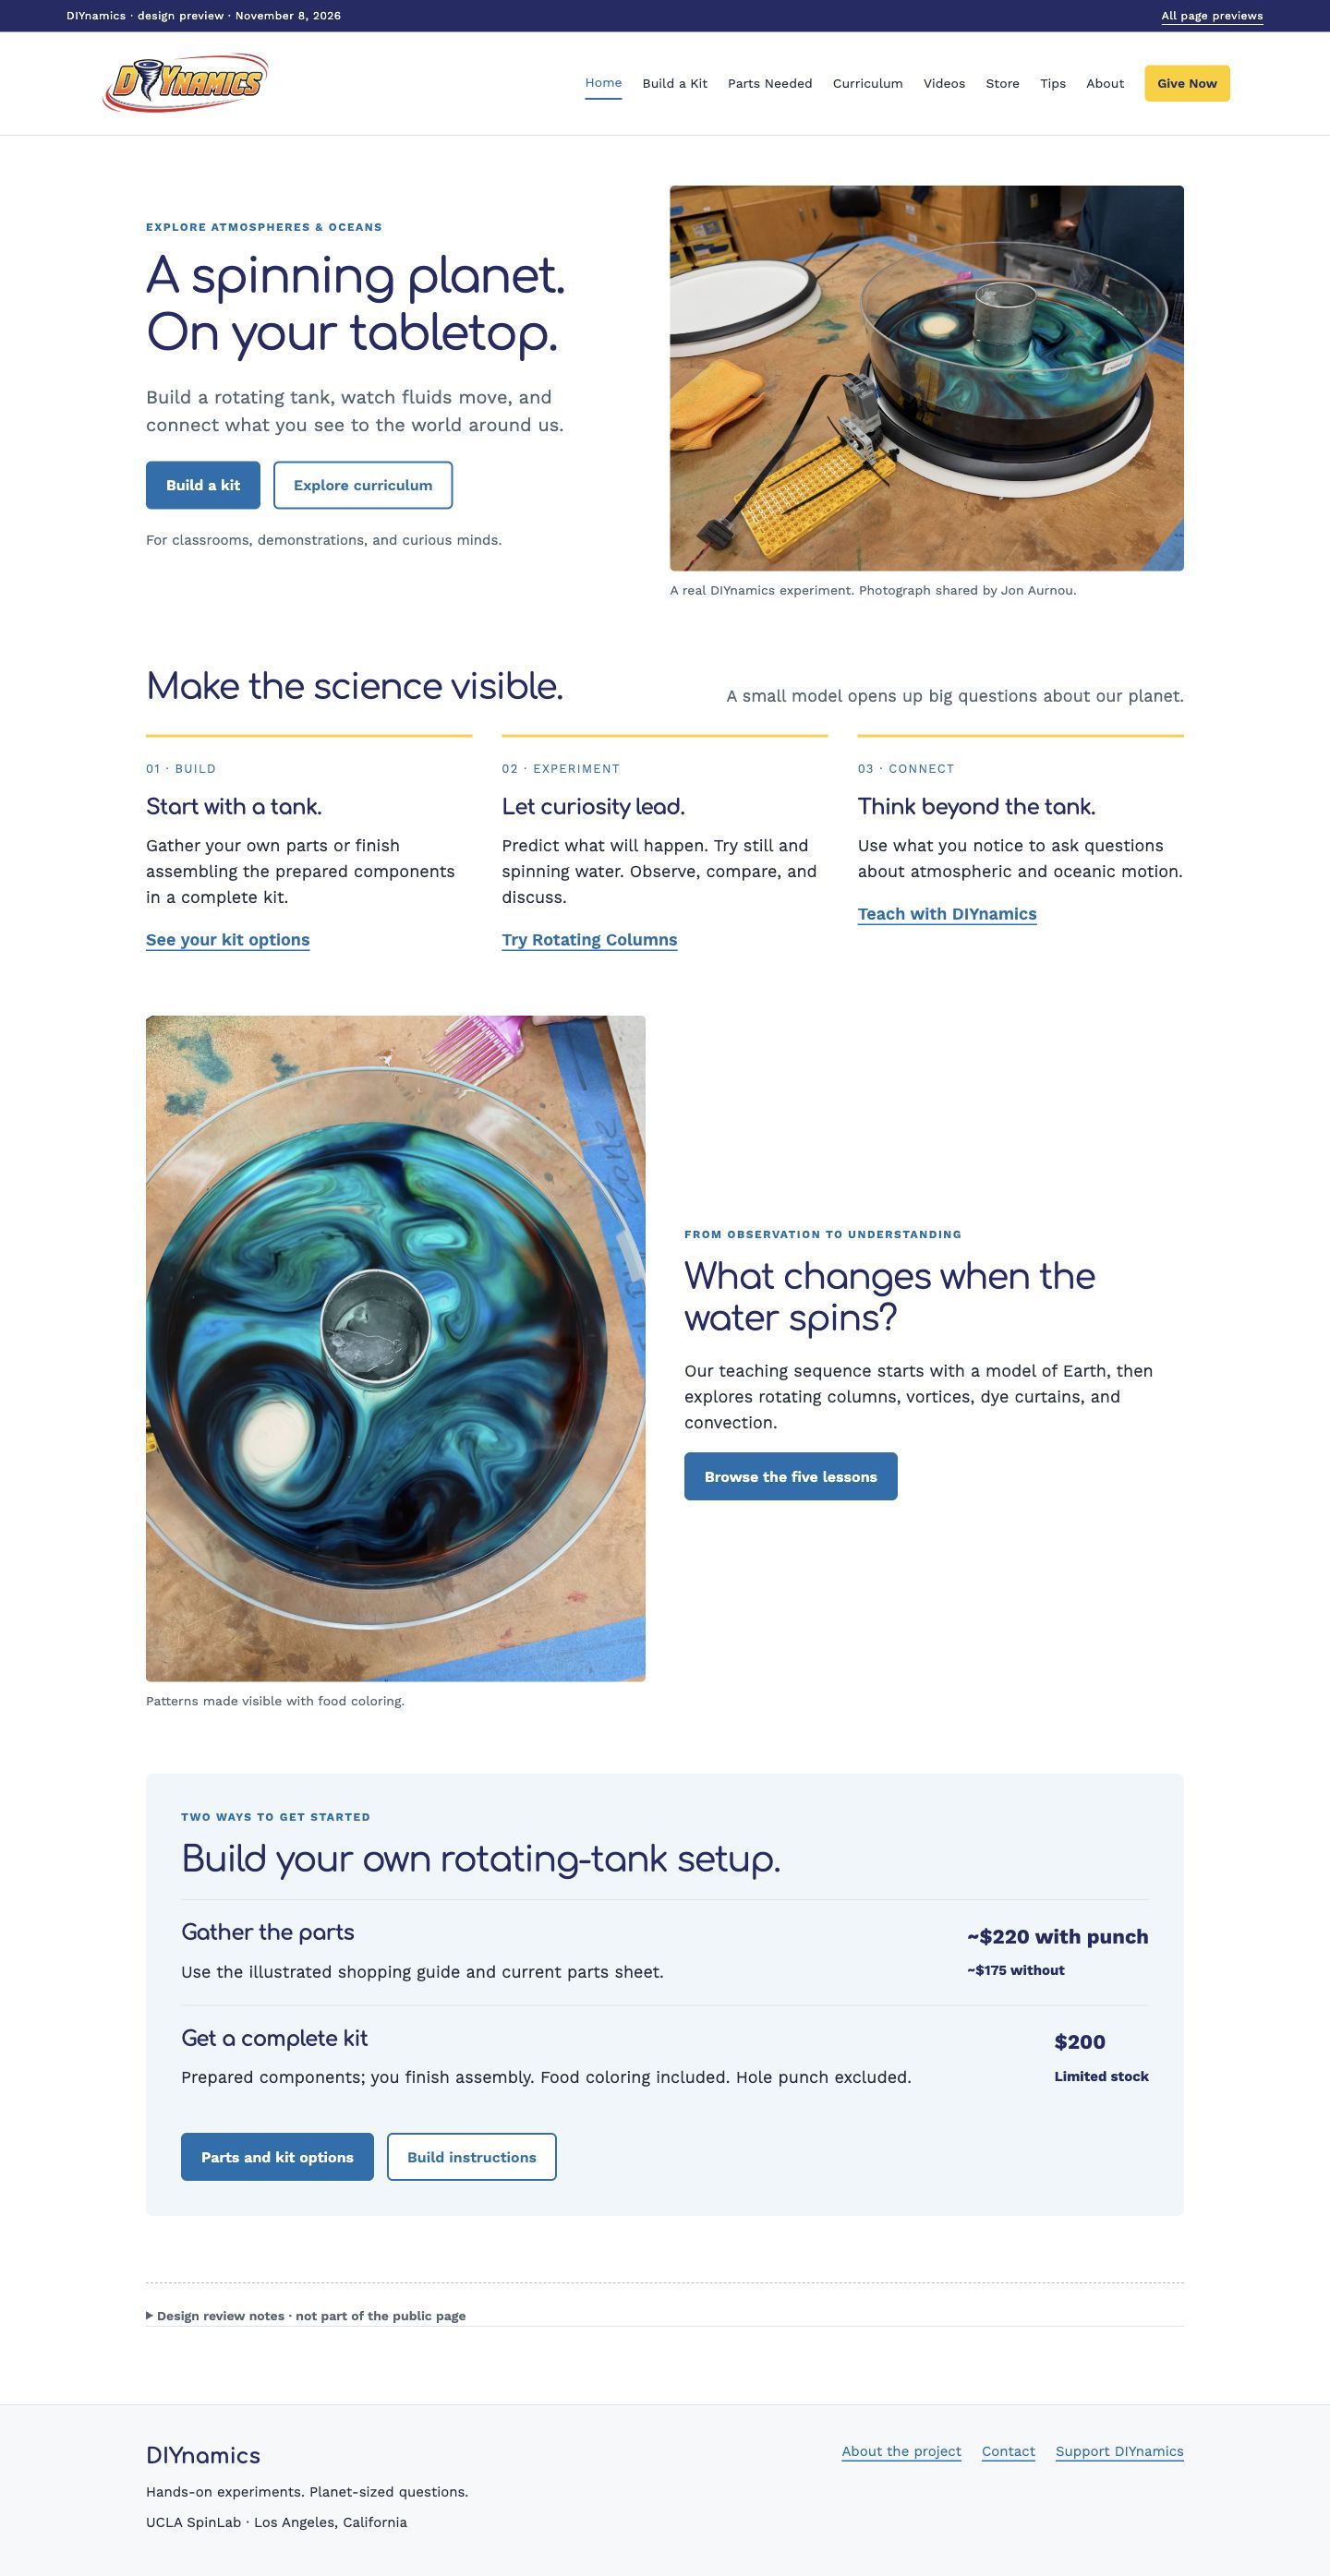 DIYnamics · design preview · November 8, 2026
All page previews
DIYNAMICS
Home
Build a Kit
Parts Needed
Curriculum
Videos
Store
Tips
About
Give Now
EXPLORE ATMOSPHERES & OCEANS
A spinning planet.
On your tabletop.
Build a rotating tank, watch fluids move, and
connect what you see to the world around us.
Build a kit
Explore curriculum
For classrooms, demonstrations, and curious minds.
A real DIYnamics experiment. Photograph shared by Jon Aurnou.
Make the science visible.
A small model opens up big questions about our planet.
01 · BUILD
Start with a tank.
Gather your own parts or finish
assembling the prepared components
in a complete kit.
See your kit options
02 · EXPERIMENT
Let curiosity lead.
Predict what will happen. Try still and
spinning water. Observe, compare, and
discuss.
Try Rotating Columns
03 · CONNECT
Think beyond the tank.
Use what you notice to ask questions
about atmospheric and oceanic motion.
Teach with DIYnamics
FROM OBSERVATION TO UNDERSTANDING
What changes when the
water spins?
Our teaching sequence starts with a model of Earth, then
explores rotating columns, vortices, dye curtains, and
convection.
Browse the five lessons
Patterns made visible with food coloring.
TWO WAYS TO GET STARTED
Build your own rotating-tank setup.
Gather the parts
Use the illustrated shopping guide and current parts sheet.
~$220 with punch
~$175 without
Get a complete kit
Prepared components; you finish assembly. Food coloring included. Hole punch excluded.
$200
Limited stock
Parts and kit options
Build instructions
Design review notes · not part of the public page
DIYnamics
Hands-on experiments. Planet-sized questions.
UCLA SpinLab · Los Angeles, California
About the project
Contact
Support DIYnamics